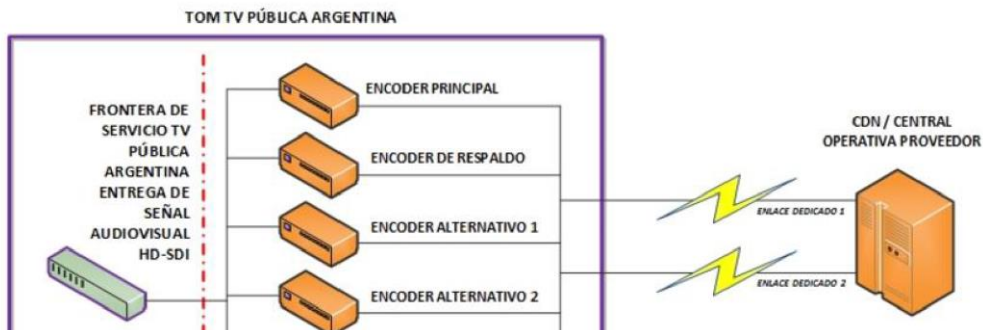 TOM TV PÚBLICA ARGENTINA
FRONTERA DE
SERVICIO TV
PÚBLICA
ARGENTINA
ENTREGA DE
SEÑAL
AUDIOVISUAL
HD-SDI
ENCODER PRINCIPAL
ENCODER DE RESPALDO
ENCODER ALTERNATIVO 1
ENCODER ALTERNATIVO 2
ENLACE DEDICADO 1
ENLACE DEDICADO 2
CDN / CENTRAL
OPERATIVA PROVEEDOR